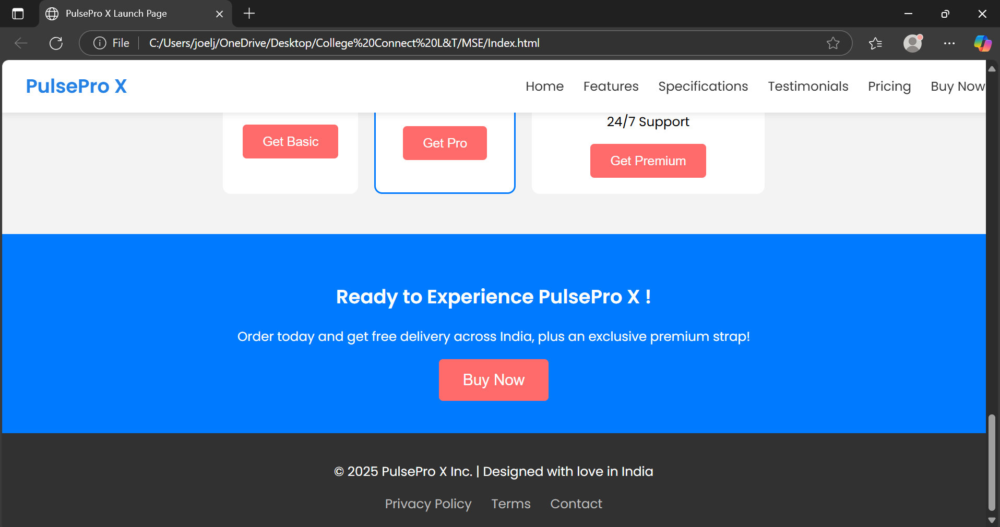 PulsePro X Launch Page
File C:/Users/joelj/OneDrive/Desktop/College%20Connect%20L&T/MSE/Index.html
PulsePro X Home Features Specifications Testimonials Pricing Buy Now
24/7 Support
Get Basic Get Pro Get Premium
Ready to Experience PulsePro X !
Order today and get free delivery across India, plus an exclusive premium strap!
Buy Now
© 2025 PulsePro X Inc. | Designed with love in India
Privacy Policy Terms Contact